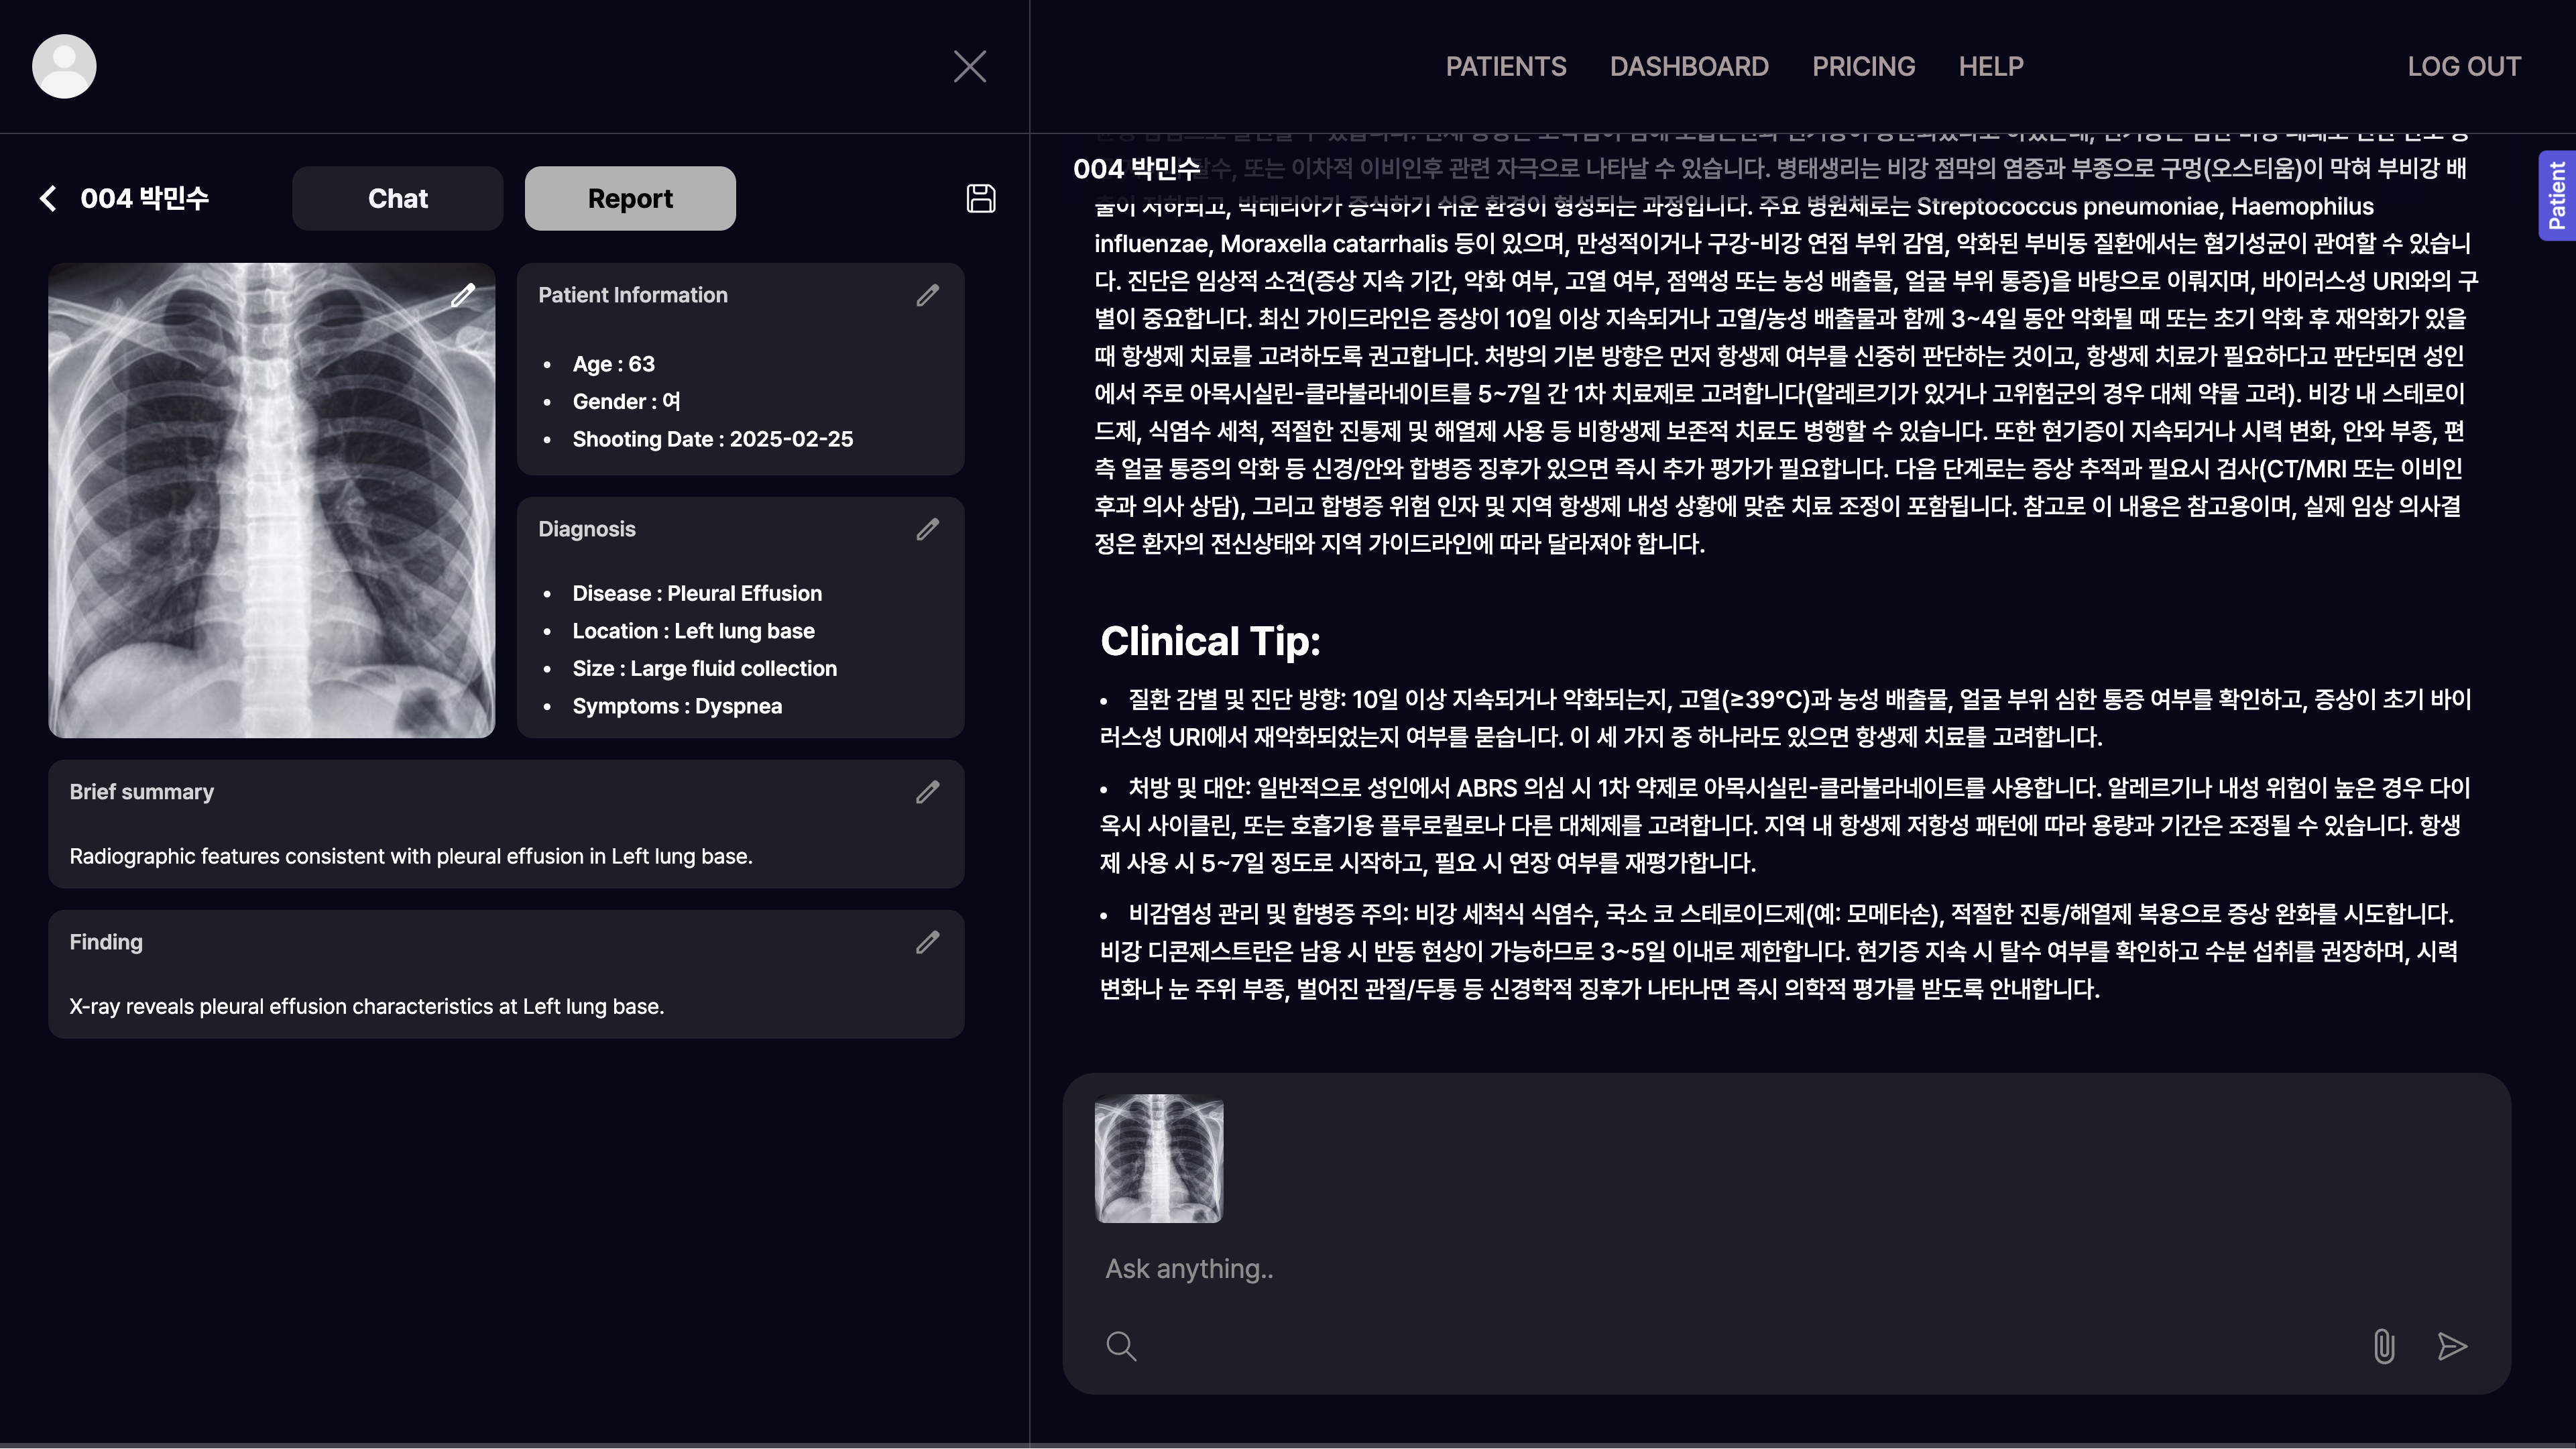 PATIENTS DASHBOARD PRICING HELP LOG OUT
004 박민수
Chat
Report
Patient Information
Age : 63
Gender : 여
Shooting Date : 2025-02-25
Diagnosis
Disease : Pleural Effusion
Location : Left lung base
Size : Large fluid collection
Symptoms : Dyspnea
Brief summary
Radiographic features consistent with pleural effusion in Left lung base.
Finding
X-ray reveals pleural effusion characteristics at Left lung base.
004 박민수
Patient
탈수, 또는 이차적 이비인후 관련 자극으로 나타날 수 있습니다. 병태생리는 비강 점막의 염증과 부종으로 구멍(오스티움)이 막혀 부비강 배
출이 저하되고, 박테리아가 증식하기 쉬운 환경이 형성되는 과정입니다. 주요 병원체로는 Streptococcus pneumoniae, Haemophilus
influenzae, Moraxella catarrhalis 등이 있으며, 만성적이거나 구강-비강 연접 부위 감염, 악화된 부비동 질환에서는 혐기성균이 관여할 수 있습니
다. 진단은 임상적 소견(증상 지속 기간, 악화 여부, 고열 여부, 점액성 또는 농성 배출물, 얼굴 부위 통증)을 바탕으로 이뤄지며, 바이러스성 URI와의 구
별이 중요합니다. 최신 가이드라인은 증상이 10일 이상 지속되거나 고열/농성 배출물과 함께 3~4일 동안 악화될 때 또는 초기 악화 후 재악화가 있을
때 항생제 치료를 고려하도록 권고합니다. 처방의 기본 방향은 먼저 항생제 여부를 신중히 판단하는 것이고, 항생제 치료가 필요하다고 판단되면 성인
에서 주로 아목시실린-클라불라네이트를 5~7일 간 1차 치료제로 고려합니다(알레르기가 있거나 고위험군의 경우 대체 약물 고려). 비강 내 스테로이
드제, 식염수 세척, 적절한 진통제 및 해열제 사용 등 비항생제 보존적 치료도 병행할 수 있습니다. 또한 현기증이 지속되거나 시력 변화, 안와 부종, 편
측 얼굴 통증의 악화 등 신경/안와 합병증 징후가 있으면 즉시 추가 평가가 필요합니다. 다음 단계로는 증상 추적과 필요시 검사(CT/MRI 또는 이비인
후과 의사 상담), 그리고 합병증 위험 인자 및 지역 항생제 내성 상황에 맞춘 치료 조정이 포함됩니다. 참고로 이 내용은 참고용이며, 실제 임상 의사결
정은 환자의 전신상태와 지역 가이드라인에 따라 달라져야 합니다.
Clinical Tip:
• 질환 감별 및 진단 방향: 10일 이상 지속되거나 악화되는지, 고열(≥39°C)과 농성 배출물, 얼굴 부위 심한 통증 여부를 확인하고, 증상이 초기 바이
러스성 URI에서 재악화되었는지 여부를 묻습니다. 이 세 가지 중 하나라도 있으면 항생제 치료를 고려합니다.
• 처방 및 대안: 일반적으로 성인에서 ABRS 의심 시 1차 약제로 아목시실린-클라불라네이트를 사용합니다. 알레르기나 내성 위험이 높은 경우 다이
옥시 사이클린, 또는 호흡기용 플루로퀼로나 다른 대체제를 고려합니다. 지역 내 항생제 저항성 패턴에 따라 용량과 기간은 조정될 수 있습니다. 항생
제 사용 시 5~7일 정도로 시작하고, 필요 시 연장 여부를 재평가합니다.
• 비감염성 관리 및 합병증 주의: 비강 세척식 식염수, 국소 코 스테로이드제(예: 모메타손), 적절한 진통/해열제 복용으로 증상 완화를 시도합니다.
비강 디콘제스트란은 남용 시 반동 현상이 가능하므로 3~5일 이내로 제한합니다. 현기증 지속 시 탈수 여부를 확인하고 수분 섭취를 권장하며, 시력
변화나 눈 주위 부종, 벌어진 관절/두통 등 신경학적 징후가 나타나면 즉시 의학적 평가를 받도록 안내합니다.
Ask anything..